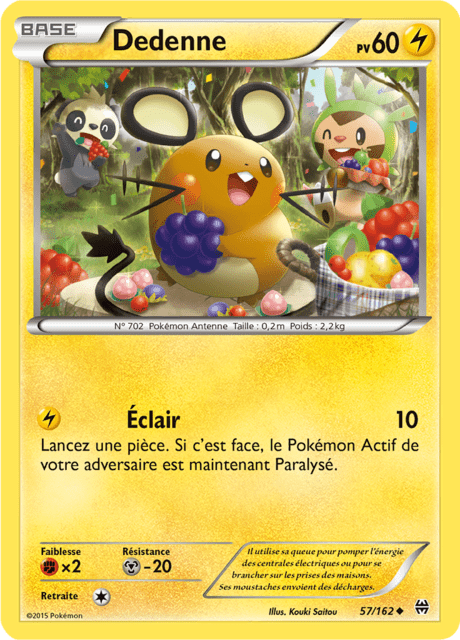 BASE
Dedenne
PV60
N° 702 Pokémon Antenne Taille : 0,2m Poids : 2,2kg
Éclair 10
Lancez une pièce. Si c'est face, le Pokémon Actif de
votre adversaire est maintenant Paralysé.
Faiblesse
×2
Résistance
-20
Retraite
Il utilise sa queue pour pomper l'énergie
des centrales électriques ou pour se
brancher sur les prises des maisons.
Ses moustaches envoient des décharges.
©2015 Pokémon
Illus. Kouki Saitou
57/162